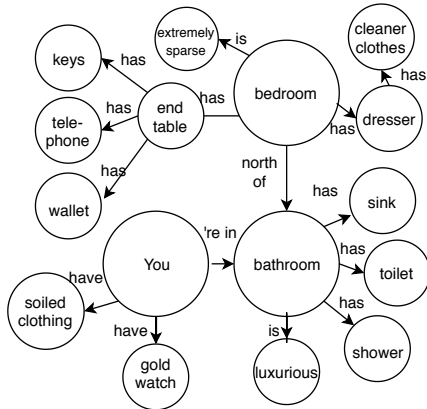 is
extremely
sparse
cleaner
clothes
keys
has
has
bedroom
has
has
dresser
end
table
has
tele-
phone
has
wallet
north
of
has
sink
You
're in
bathroom
has
toilet
have
soiled
clothing
has
shower
have
gold
watch
is
luxurious